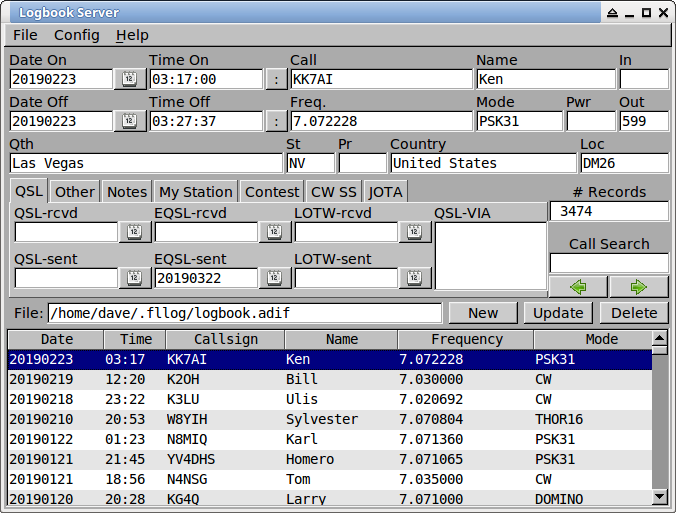 Logbook Server
File Config Help
Date On Time On Call Name In
20190223 03:17:00 : KK7AI Ken
Date Off Time Off Freq. Mode Pwr Out
20190223 03:27:37 : 7.072228 PSK31 599
Qth St Pr Country Loc
Las Vegas NV United States DM26
QSL Other Notes My Station Contest CW SS JOTA # Records
QSL-rcvd EQSL-rcvd LOTW-rcvd QSL-VIA 3474
QSL-sent EQSL-sent LOTW-sent Call Search
20190322
File: /home/dave/.fllog/logbook.adif New Update Delete
Date Time Callsign Name Frequency Mode
20190223 03:17 KK7AI Ken 7.072228 PSK31
20190219 12:20 K2OH Bill 7.030000 CW
20190218 23:22 K3LU Ulis 7.020692 CW
20190210 20:53 W8YIH Sylvester 7.070804 THOR16
20190122 01:23 N8MIQ Karl 7.071360 PSK31
20190121 21:45 YV4DHS Homero 7.071065 PSK31
20190121 18:56 N4NSG Tom 7.035000 CW
20190120 20:28 KG4Q Larry 7.071000 DOMINO